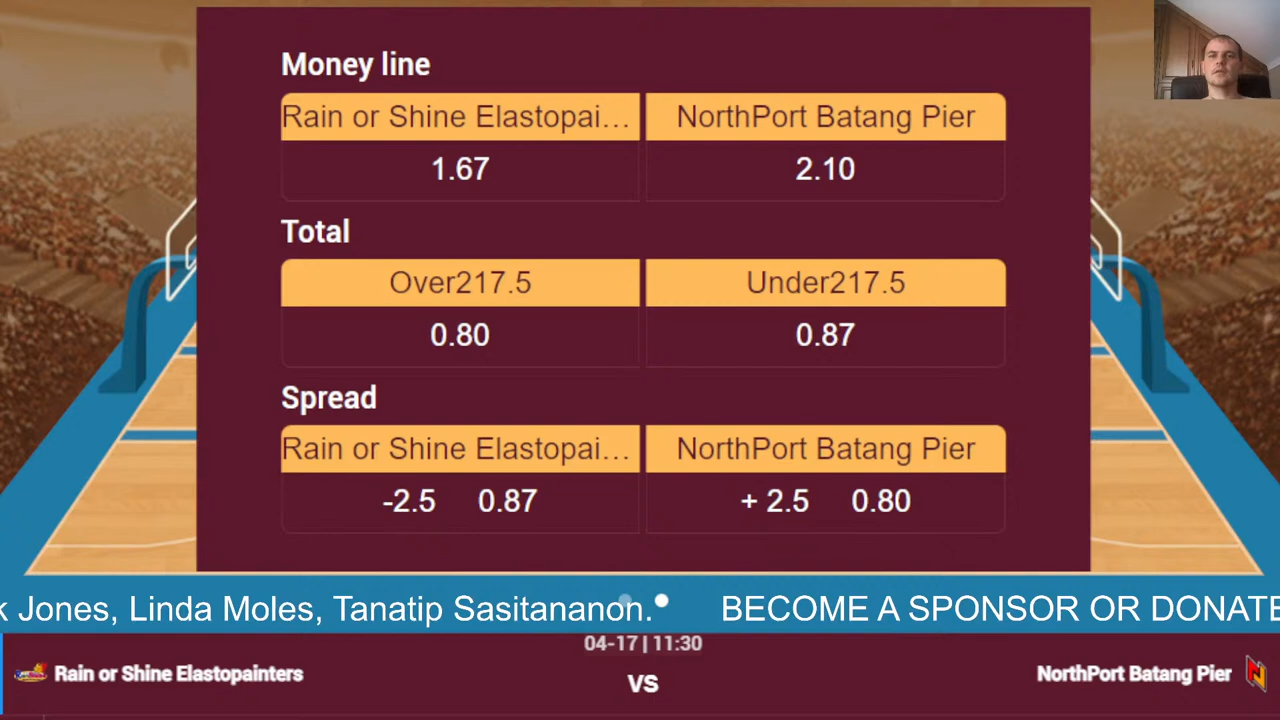 Money line
Rain or Shine Elastopai...
NorthPort Batang Pier
1.67
2.10
Total
Over217.5
Under217.5
0.80
0.87
Spread
Rain or Shine Elastopai...
NorthPort Batang Pier
-2.5 0.87
+ 2.5 0.80
k Jones, Linda Moles, Tanatip Sasitananon.
BECOME A SPONSOR OR DONATE
04-17 | 11:30
Rain or Shine Elastopainters
VS
NorthPort Batang Pier